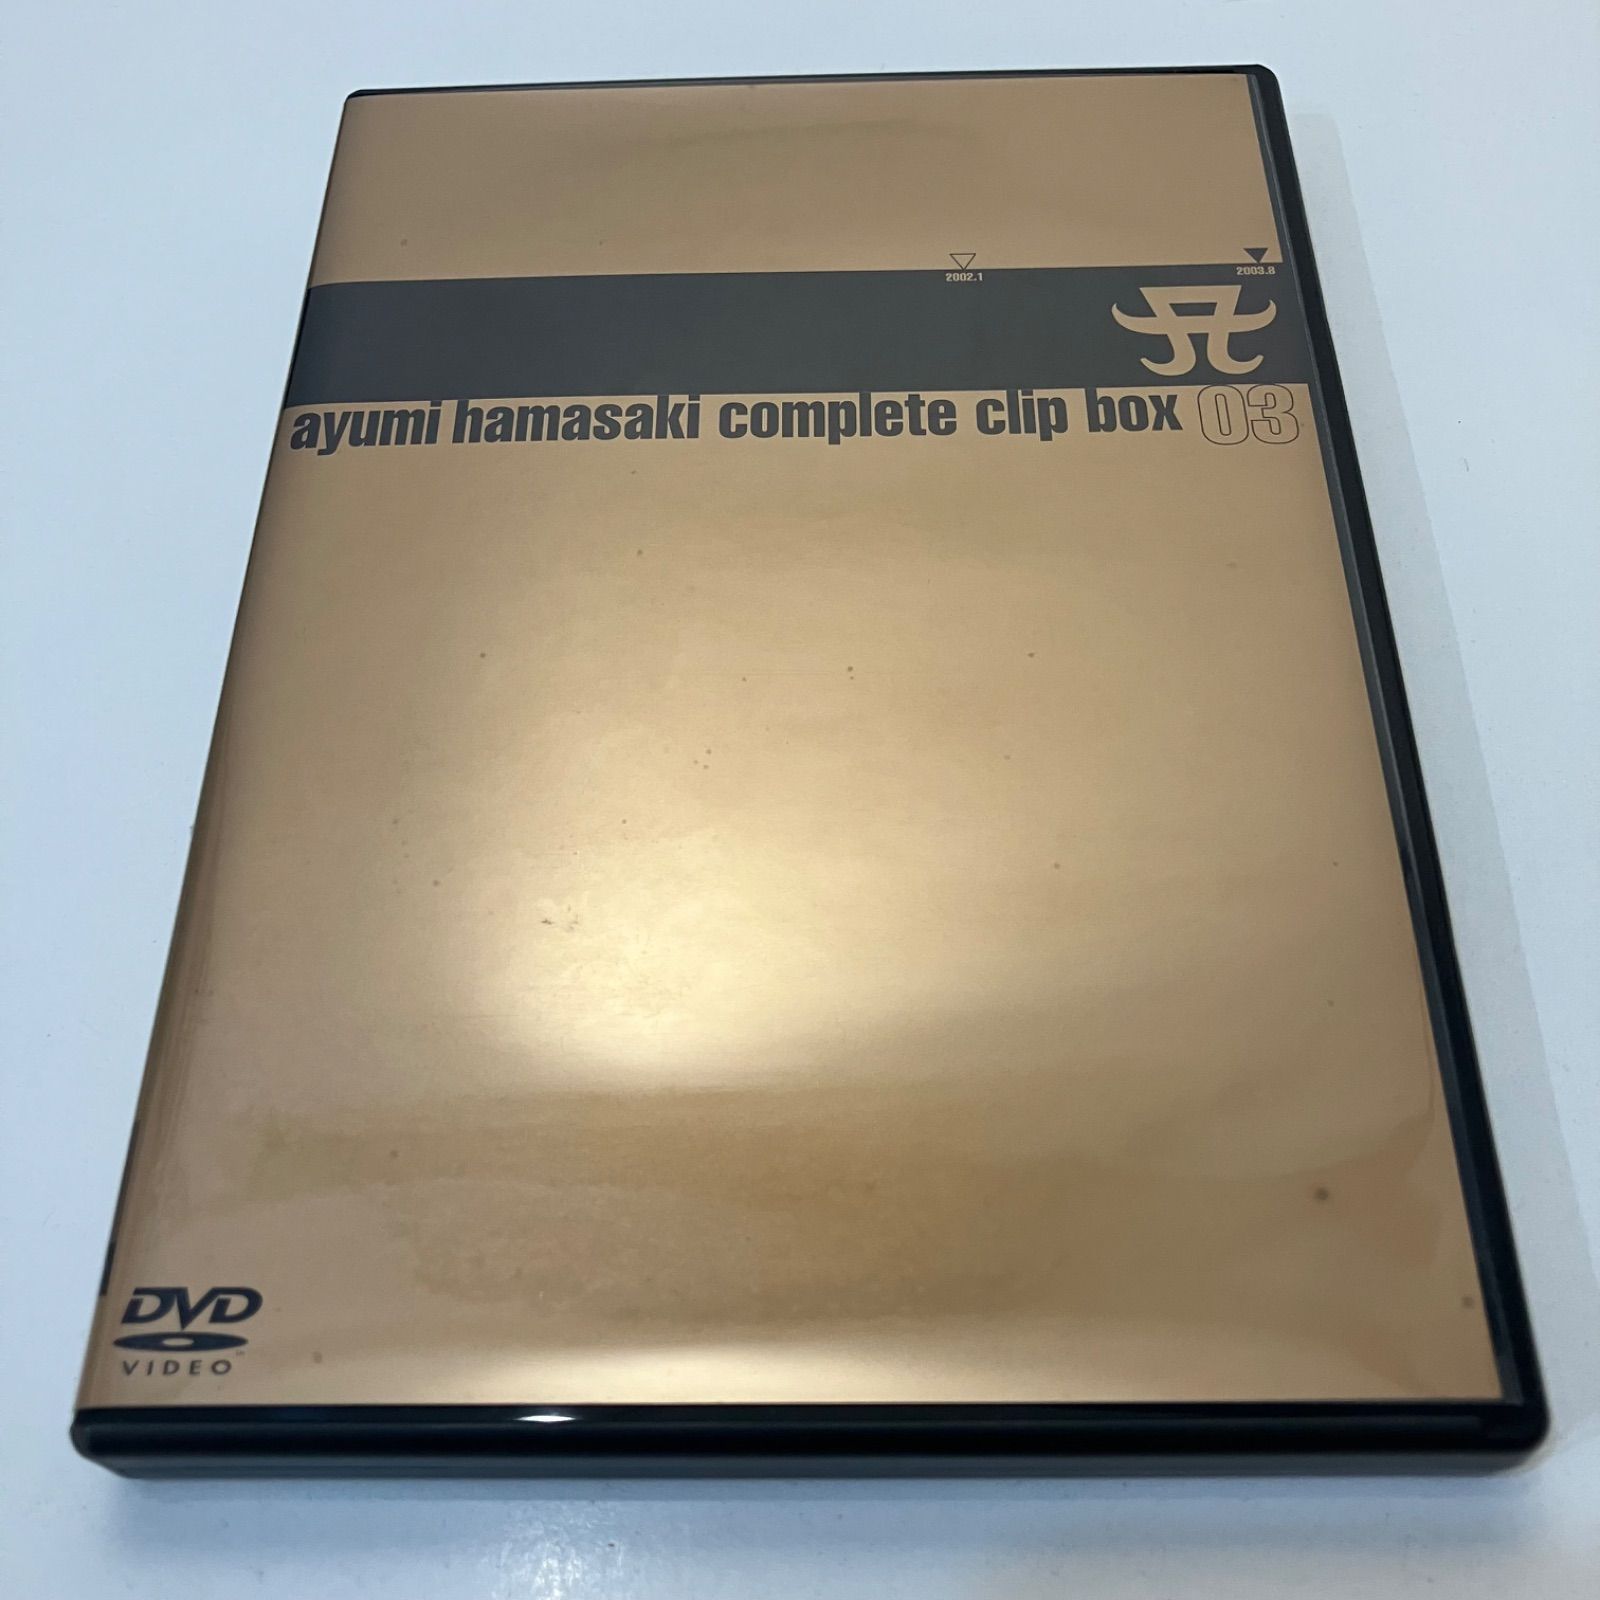 2002.1 2003.8
A
ayumi hamasaki complete clip box 03
DVD
VIDEO